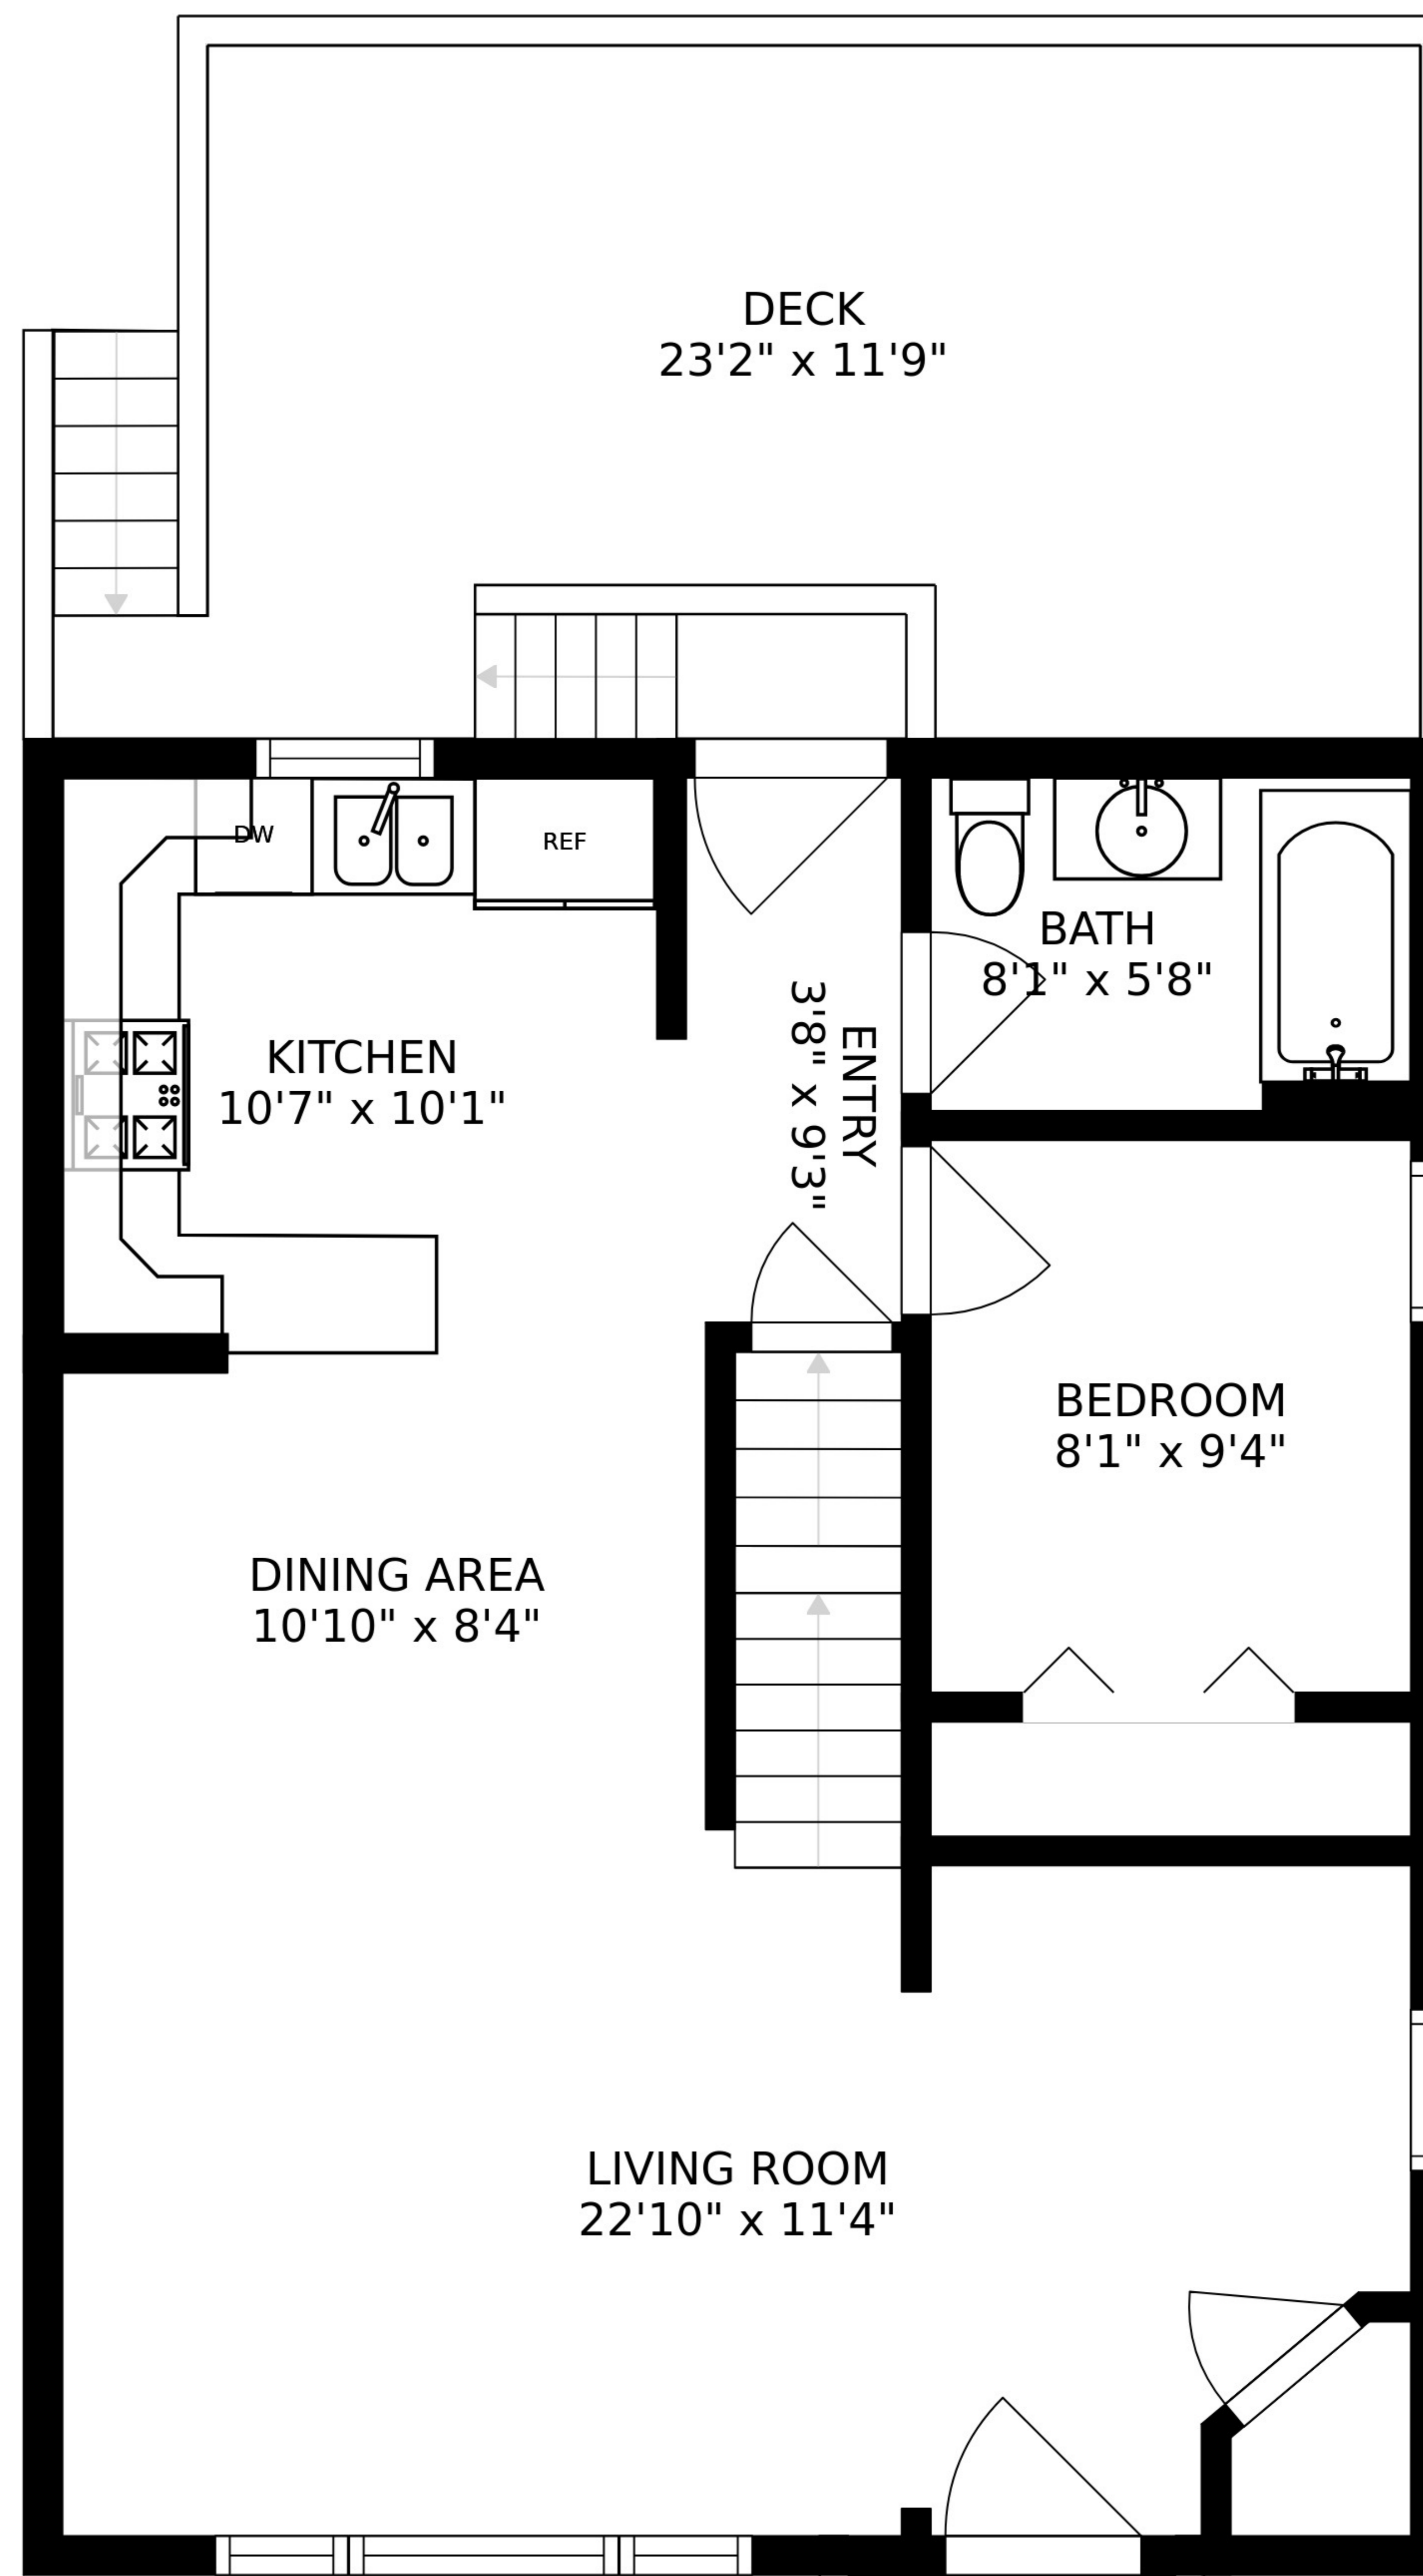 DECK
23'2" x 11'9"
DW
REF
BATH
8'1" x 5'8"
KITCHEN
10'7" x 10'1"
ENTRY
3'8" x 9'3"
BEDROOM
8'1" x 9'4"
DINING AREA
10'10" x 8'4"
LIVING ROOM
22'10" x 11'4"